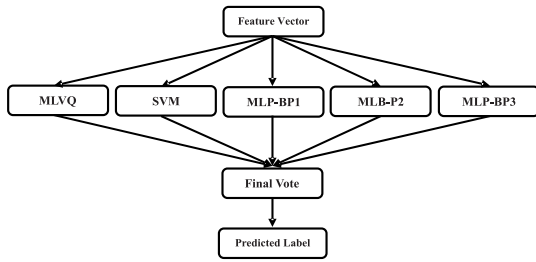 Feature Vector
MLVQ
SVM
MLP-BP1
MLB-P2
MLP-BP3
Final Vote
Predicted Label